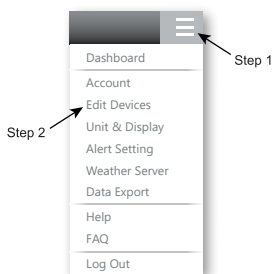 Step 1
Dashboard
Account
Edit Devices
Step 2
Unit & Display
Alert Setting
Weather Server
Data Export
Help
FAQ
Log Out